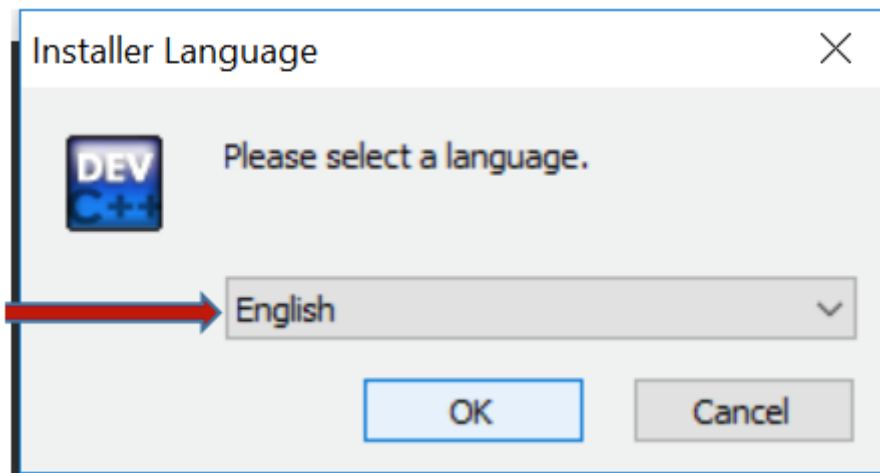 Installer Language
DEV
C++
Please select a language.
English
OK
Cancel